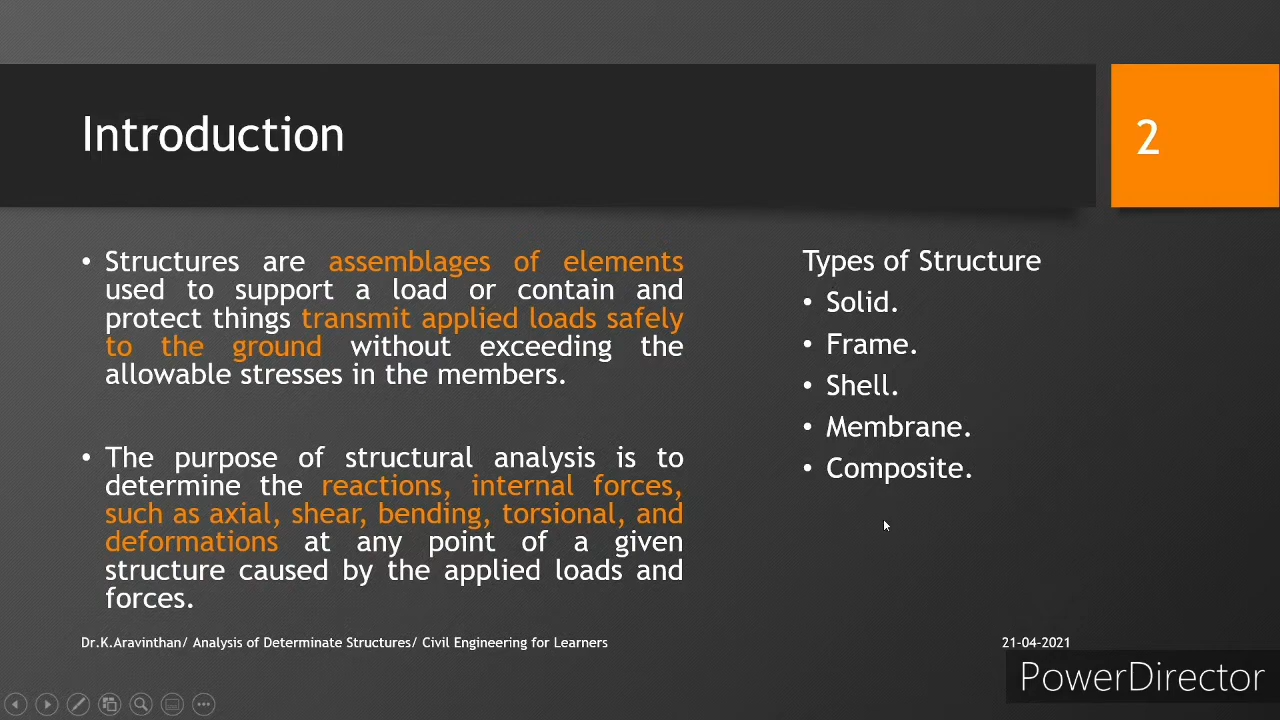 Introduction
2
• Structures are assemblages of elements
used to support a load or contain and
protect things transmit applied loads safely
to the ground without exceeding the
allowable stresses in the members.
• The purpose of structural analysis is to
determine the reactions, internal forces,
such as axial, shear, bending, torsional, and
deformations at any point of a given
structure caused by the applied loads and
forces.
Types of Structure
• Solid.
• Frame.
• Shell.
• Membrane.
• Composite.
Dr.K.Aravinthan/ Analysis of Determinate Structures/ Civil Engineering for Learners
21-04-2021
PowerDirector